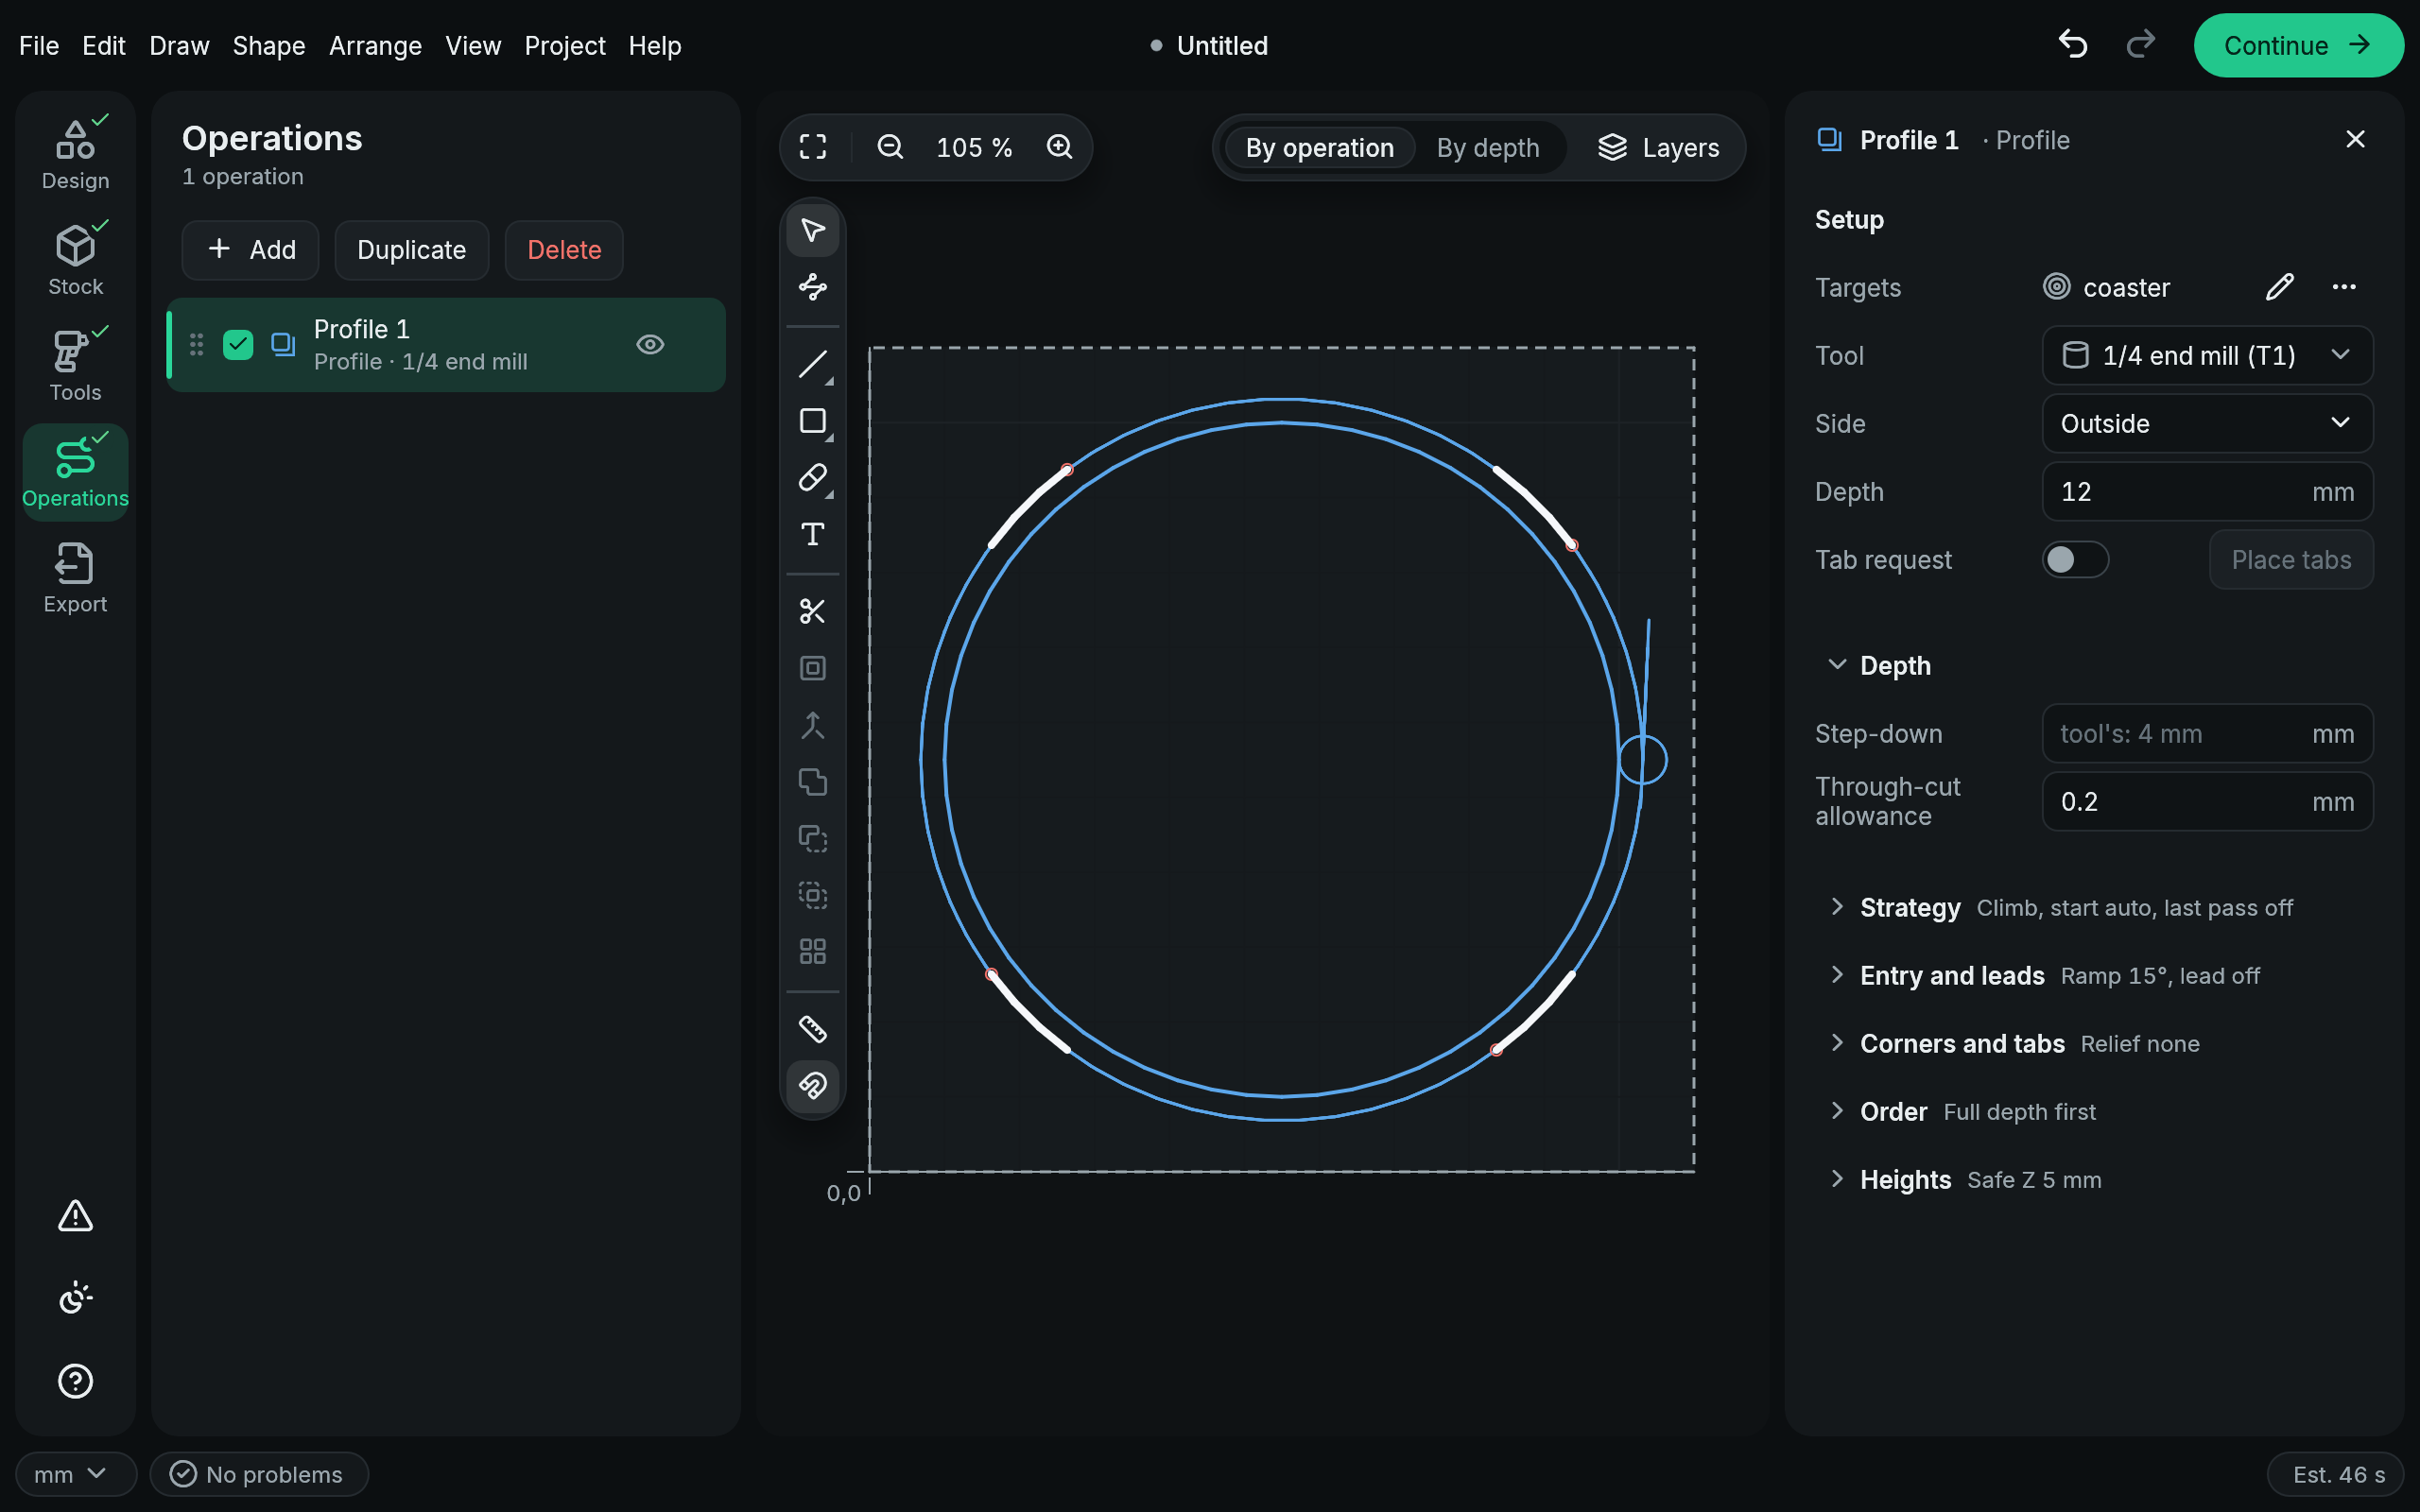 File Edit Draw Shape Arrange View Project Help
Untitled
Continue
Design
Stock
Tools
Operations
Export
Operations
1 operation
Add Duplicate Delete
Profile 1
Profile · 1/4 end mill
105 %
By operation By depth Layers
0,0
Profile 1 · Profile
Setup
Targets coaster
Tool 1/4 end mill (T1)
Side Outside
Depth 12 mm
Tab request Place tabs
Depth
Step-down tool's: 4 mm mm
Through-cut
allowance 0.2 mm
Strategy Climb, start auto, last pass off
Entry and leads Ramp 15°, lead off
Corners and tabs Relief none
Order Full depth first
Heights Safe Z 5 mm
mm No problems
Est. 46 s